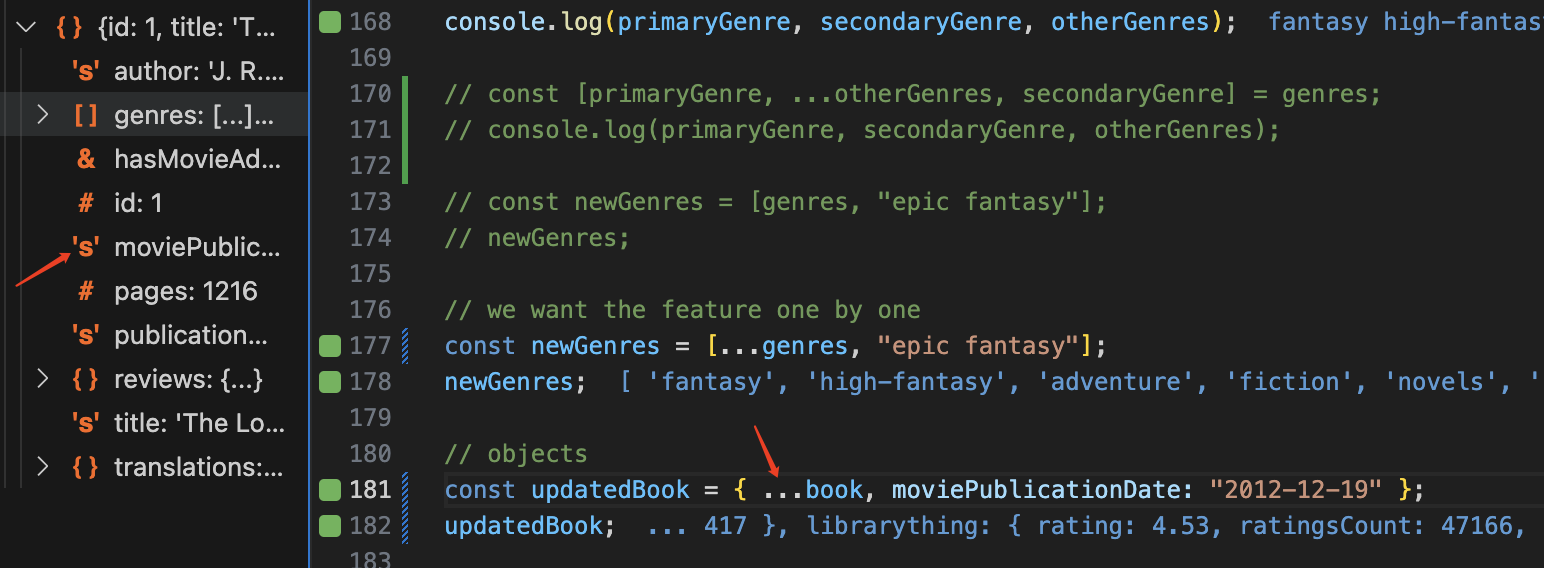 {} {id: 1, title: 'T...
's' author: 'J. R....
[] genres: [...]...
& hasMovieAd...
# id: 1
's' moviePublic...
# pages: 1216
's' publication...
{} reviews: {...}
's' title: 'The Lo...
{} translations:...
168 console.log(primaryGenre, secondaryGenre, otherGenres); fantasy high-fantas
169
170 // const [primaryGenre, ...otherGenres, secondaryGenre] = genres;
171 // console.log(primaryGenre, secondaryGenre, otherGenres);
172
173 // const newGenres = [genres, "epic fantasy"];
174 // newGenres;
175
176 // we want the feature one by one
177 const newGenres = [...genres, "epic fantasy"];
178 newGenres; [ 'fantasy', 'high-fantasy', 'adventure', 'fiction', 'novels', '
179
180 // objects
181 const updatedBook = { ...book, moviePublicationDate: "2012-12-19" };
182 updatedBook; ... 417 }, librarything: { rating: 4.53, ratingsCount: 47166,
183